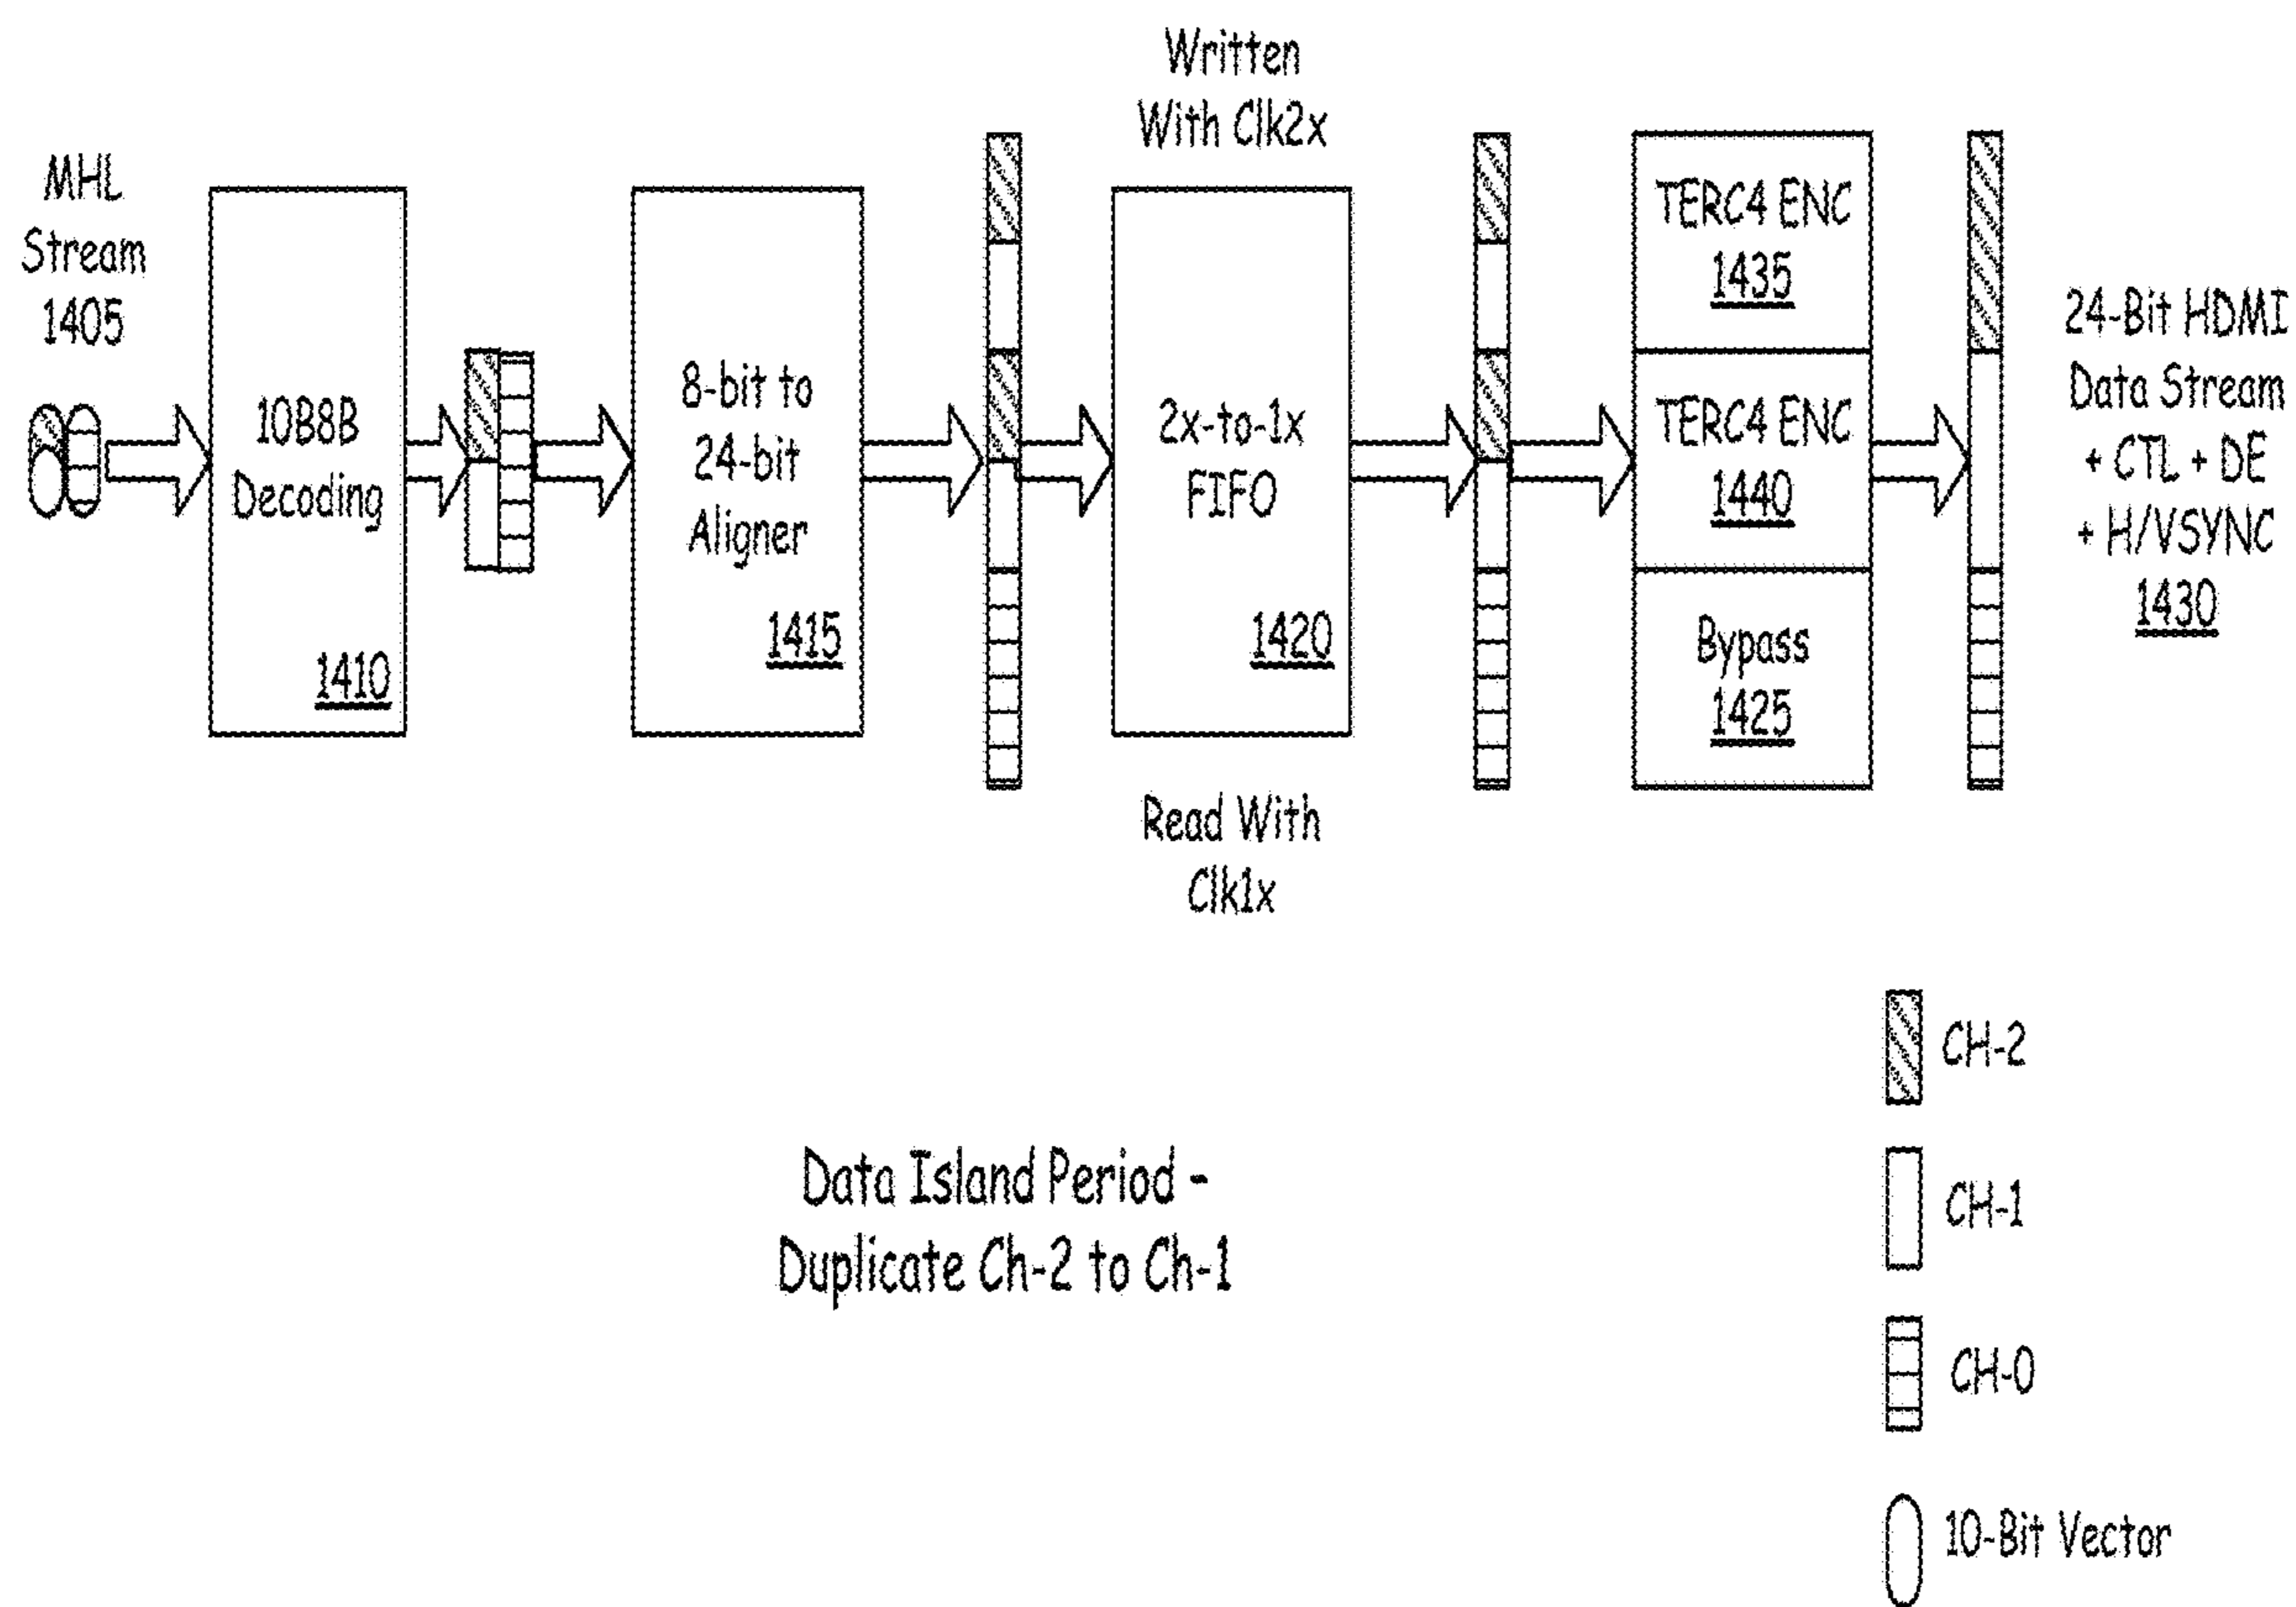 MHL
Stream
1405
10B8B
Decoding
1410
8-bit to
24-bit
Aligner
1415
Written
With Clk2x
2x-to-1x
FIFO
1420
Read With
Clk1x
TERC4 ENC
1435
TERC4 ENC
1440
Bypass
1425
24-Bit HDMI
Data Stream
+ CTL + DE
+ H/VSYNC
1430
Data Island Period -
Duplicate Ch-2 to Ch-1
CH-2
CH-1
CH-0
10-Bit Vector